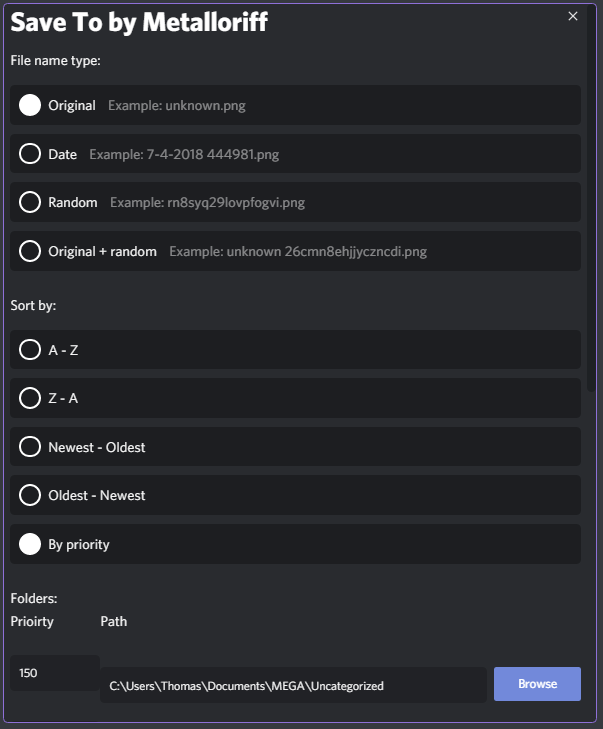 Save To by Metalloriff
File name type:
Original Example: unknown.png
Date Example: 7-4-2018 444981.png
Random Example: rn8syq29lovpfogvi.png
Original + random Example: unknown 26cmn8ehjjyczncdi.png
Sort by:
A - Z
Z - A
Newest - Oldest
Oldest - Newest
By priority
Folders:
Prioirty Path
150 C:\Users\Thomas\Documents\MEGA\Uncategorized Browse